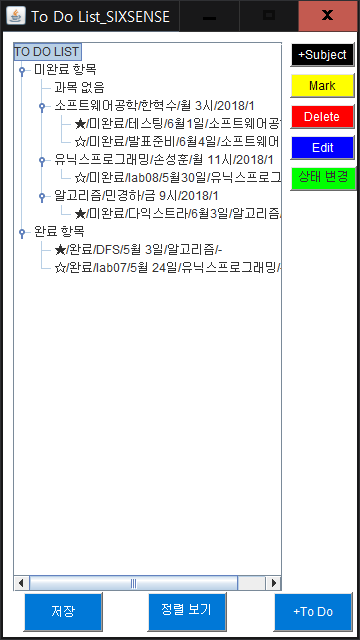 To Do List_SIXSENSE
TO DO LIST
미완료 항목
과목 없음
소프트웨어공학/한혁수/월 3시/2018/1
★/미완료/테스팅/6월1일/소프트웨어공
☆/미완료/발표준비/6월4일/소프트웨어
유닉스프로그래밍/손성훈/월 11시/2018/1
☆/미완료/lab08/5월30일/유닉스프로그
알고리즘/민경하/금 9시/2018/1
★/미완료/다익스트라/6월3일/알고리즘/
완료 항목
★/완료/DFS/5월 3일/알고리즘/-
☆/완료/lab07/5월 24일/유닉스프로그래밍/-
+Subject
Mark
Delete
Edit
상태 변경
저장
정렬 보기
+To Do